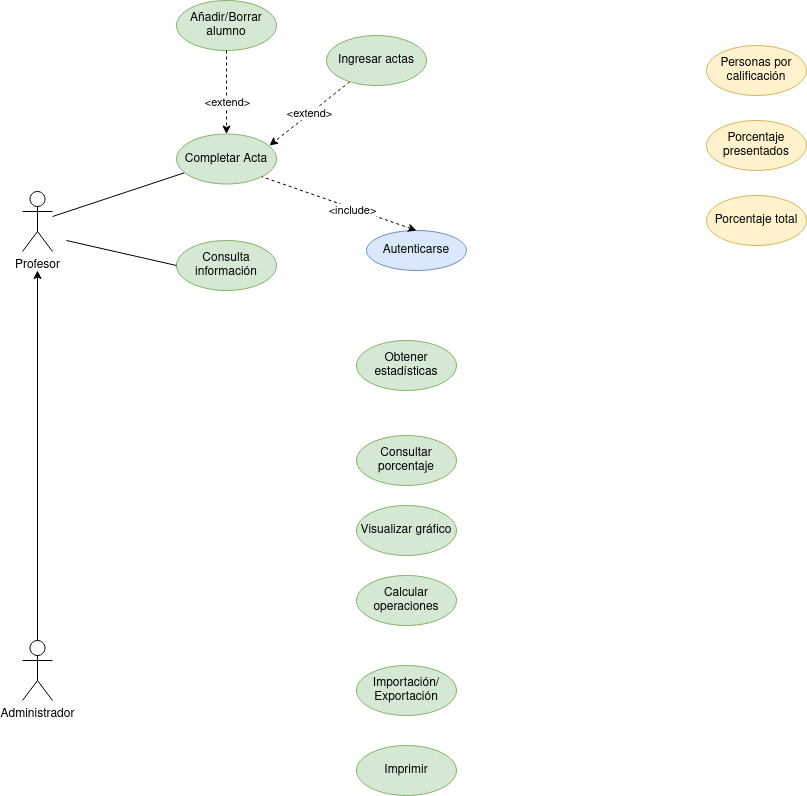 Añadir/Borrar
alumno
Ingresar actas
Personas por
calificación
<extend>
<extend>
Completar Acta
Porcentaje
presentados
<include>
Porcentaje total
Autenticarse
Profesor
Consulta
información
Obtener
estadísticas
Consultar
porcentaje
Visualizar gráfico
Calcular
operaciones
Importación/
Exportación
Administrador
Imprimir